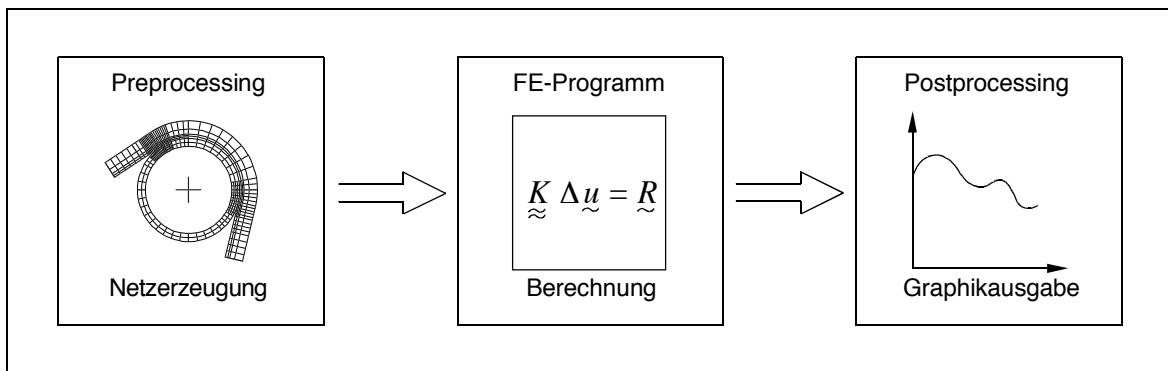 Preprocessing
Netzerzeugung
FE-Programm
K Δu = R
Berechnung
Postprocessing
Graphikausgabe